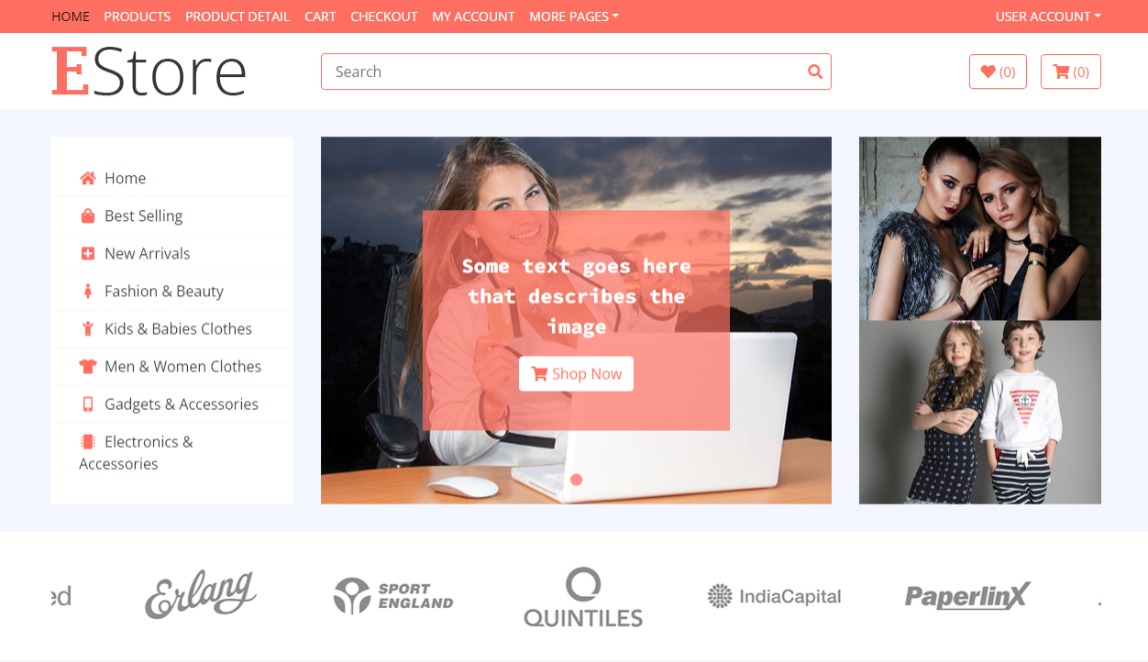 HOME PRODUCTS PRODUCT DETAIL CART CHECKOUT MY ACCOUNT MORE PAGES USER ACCOUNT
EStore
Search
(0) (0)
Home
Best Selling
New Arrivals
Fashion & Beauty
Kids & Babies Clothes
Men & Women Clothes
Gadgets & Accessories
Electronics &
Accessories
Some text goes here
that describes the
image
Shop Now
ed
Erlang
SPORT
ENGLAND
QUINTILES
IndiaCapital
PaperlinX